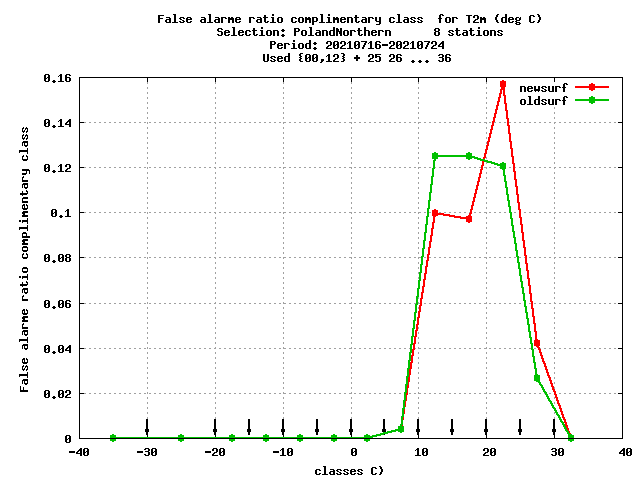 False alarme ratio complimentary class  for T2m (deg C)
Selection: PolandNorthern      8 stations
Period: 20210716-20210724
Used {00,12} + 25 26 ... 36
newsurf
oldsurf
False alarme ratio complimentary class
0.16
0.14
0.12
0.1
0.08
0.06
0.04
0.02
0
-40 -30 -20 -10 0 10 20 30 40
classes C)